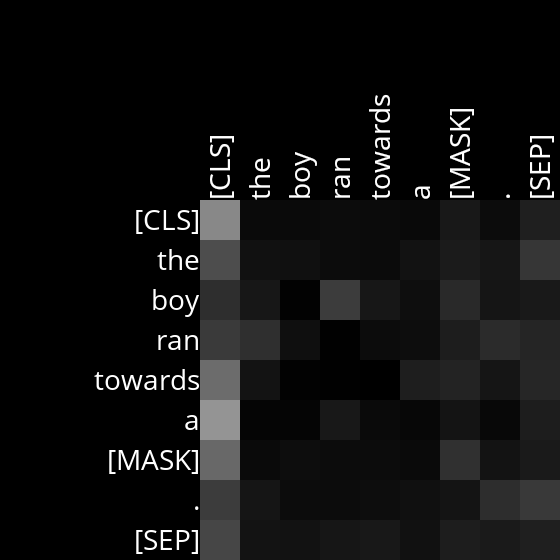 [CLS] the boy ran towards a [MASK] . [SEP]
[CLS]
the
boy
ran
towards
a
[MASK]
.
[SEP]